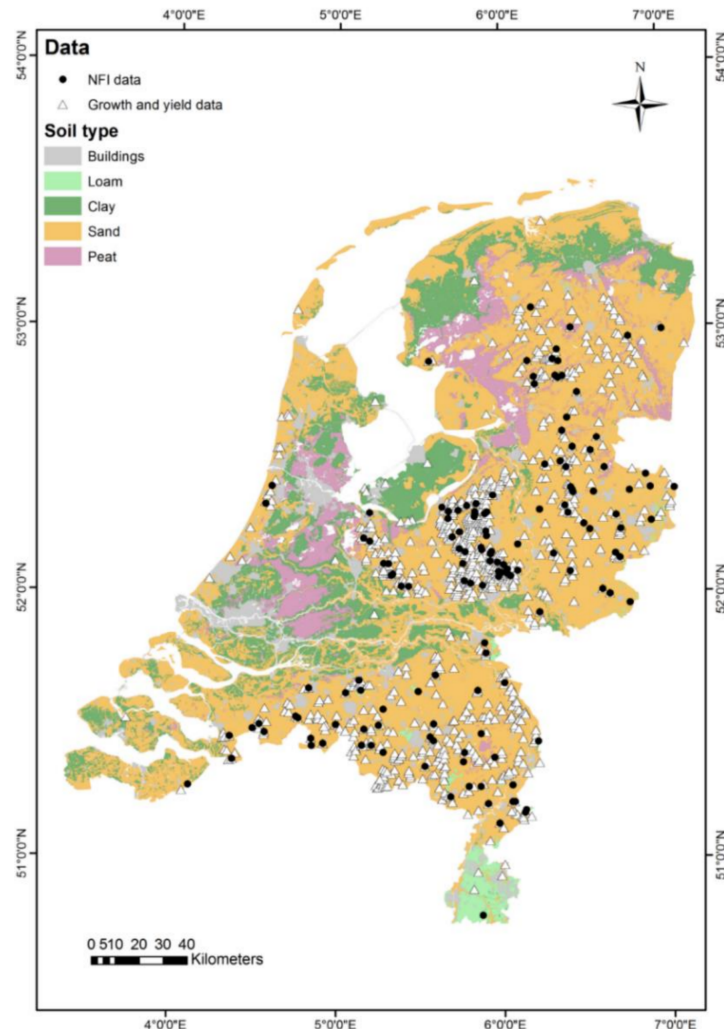 4°0'0"E 5°0'0"E 6°0'0"E 7°0'0"E
54°0'0"N 54°0'0"N
Data
N
NFI data
Growth and yield data
Soil type
Buildings
Loam
Clay
Sand
Peat
53°0'0"N 53°0'0"N
52°0'0"N 52°0'0"N
51°0'0"N 51°0'0"N
0 5 10 20 30 40
Kilometers
4°0'0"E 5°0'0"E 6°0'0"E 7°0'0"E